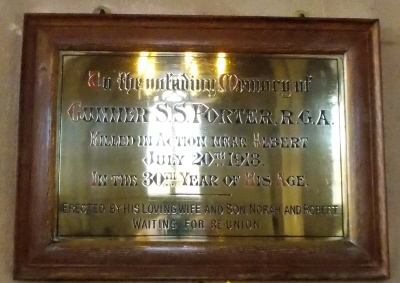 To the unfading Memory of
GUNNER S.S. PORTER, R.G.A.
KILLED IN ACTION NEAR ALBERT
JULY 20TH 1918.
IN THE 30TH YEAR OF HIS AGE.
ERECTED BY HIS LOVING WIFE AND SON, NORAH AND ROBERT
WAITING FOR REUNION